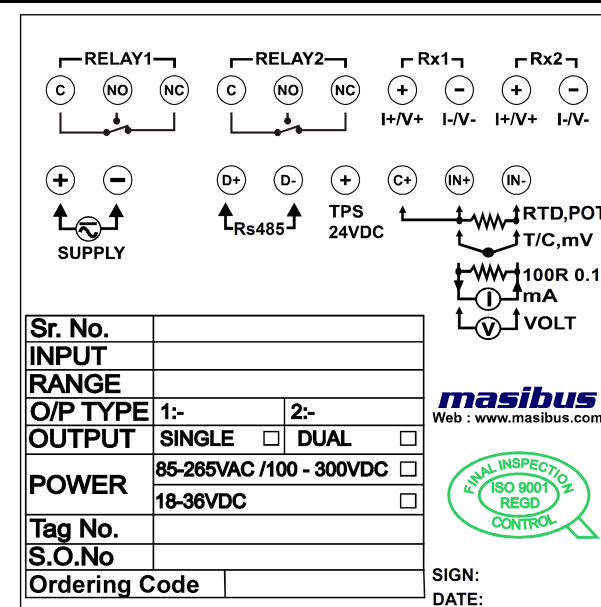 RELAY1 RELAY2 Rx1 Rx2
C NO NC C NO NC + − + −
I+/V+ I-/V- I+/V+ I-/V-
+ − D+ D- + C+ IN+ IN-
SUPPLY Rs485 TPS 24VDC RTD,POT
T/C,mV
100R 0.1
I mA
V VOLT
Sr. No.
INPUT
RANGE
O/P TYPE 1:- 2:-
OUTPUT SINGLE DUAL
POWER 85-265VAC /100 - 300VDC
18-36VDC
Tag No.
S.O.No
Ordering Code
masibus
Web : www.masibus.com
FINAL INSPECTION
ISO 9001
REGD
CONTROL
SIGN:
DATE: